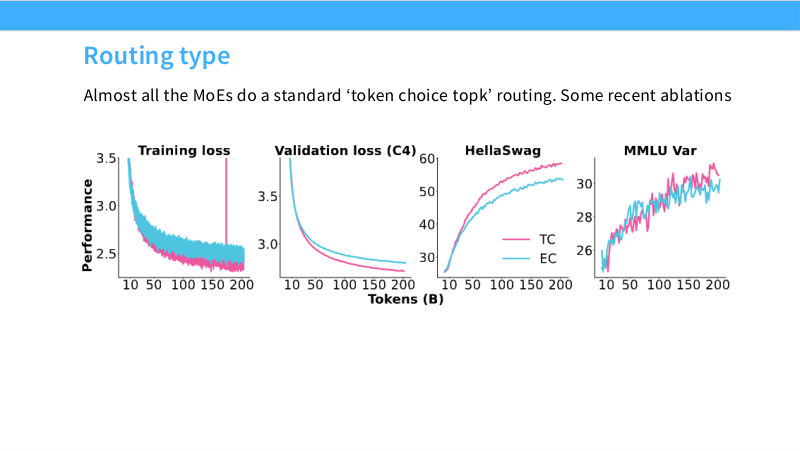 Routing type
Almost all the MoEs do a standard ‘token choice topk’ routing. Some recent ablations
Training loss
Validation loss (C4)
HellaSwag
MMLU Var
Performance
3.5
3.0
2.5
10 50 100 150 200
3.5
3.0
10 50 100 150 200
60
50
40
30
TC
EC
10 50 100 150 200
30
28
26
10 50 100 150 200
Tokens (B)